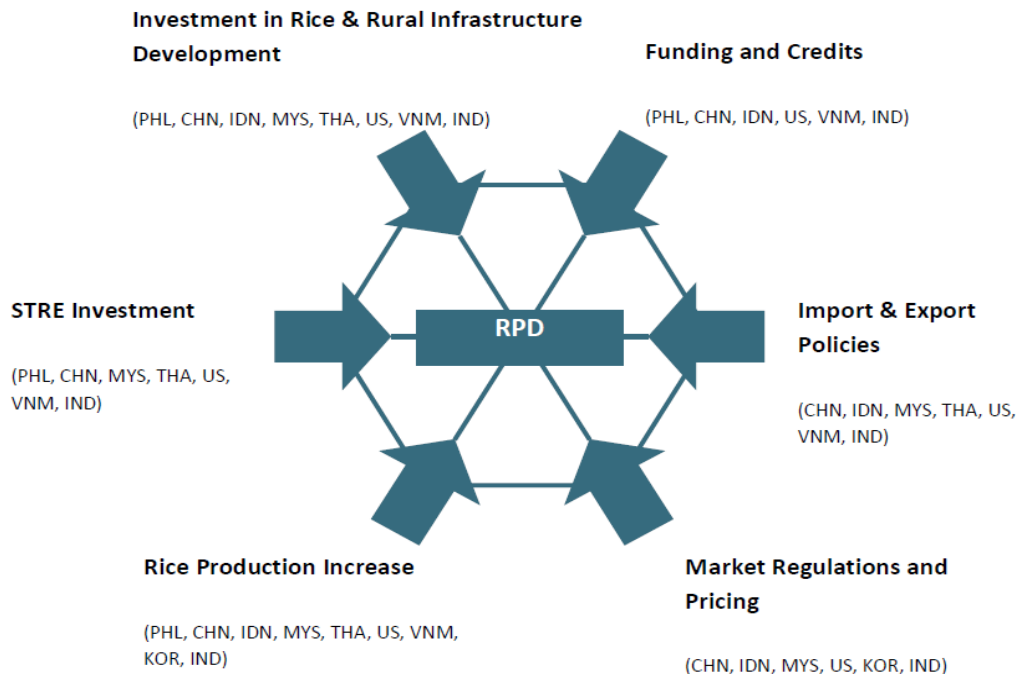 Investment in Rice & Rural Infrastructure
Development
(PHL, CHN, IDN, MYS, THA, US, VNM, IND)
Funding and Credits
(PHL, CHN, IDN, US, VNM, IND)
STRE Investment
(PHL, CHN, MYS, THA, US,
VNM, IND)
RPD
Import & Export
Policies
(CHN, IDN, MYS, THA, US,
VNM, IND)
Rice Production Increase
(PHL, CHN, IDN, MYS, THA, US, VNM,
KOR, IND)
Market Regulations and
Pricing
(CHN, IDN, MYS, US, KOR, IND)